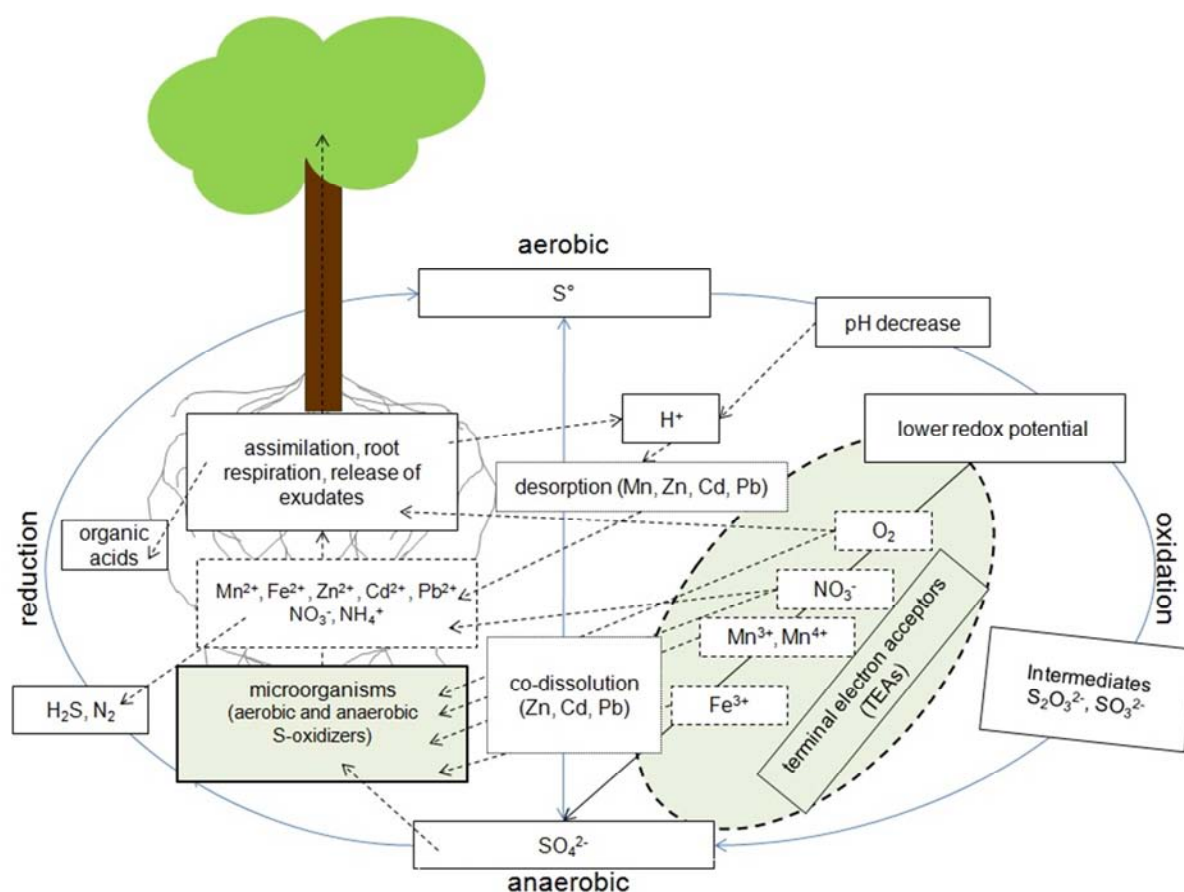 aerobic
S°
pH decrease
H⁺
lower redox potential
assimilation, root
respiration, release of
exudates
desorption (Mn, Zn, Cd, Pb)
organic
acids
O₂
reduction
oxidation
Mn²⁺, Fe²⁺, Zn²⁺, Cd²⁺, Pb²⁺
NO₃⁻, NH₄⁺
NO₃⁻
Mn³⁺, Mn⁴⁺
terminal electron acceptors
(TEAs)
Intermediates
S₂O₃²⁻, SO₃²⁻
H₂S, N₂
microorganisms
(aerobic and anaerobic
S-oxidizers)
co-dissolution
(Zn, Cd, Pb)
Fe³⁺
SO₄²⁻
anaerobic